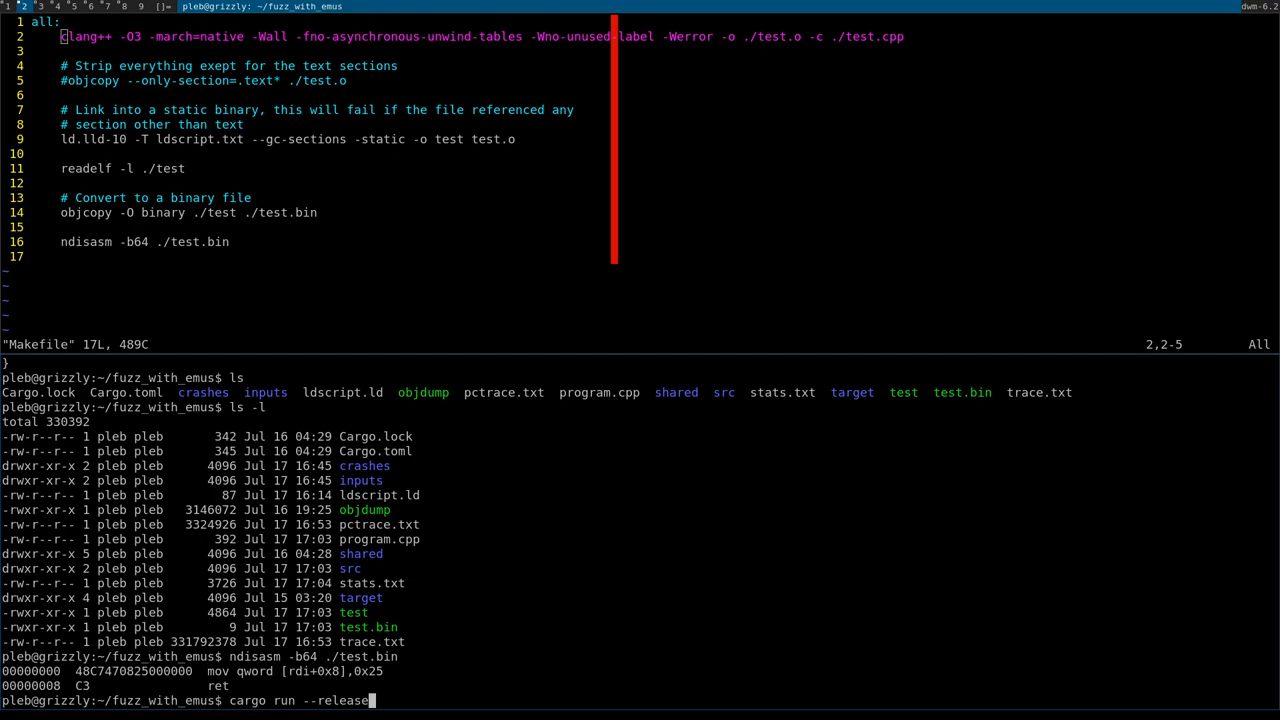 1 2 3 4 5 6 7 8 9 []= pleb@grizzly: ~/fuzz_with_emus dwm-6.2
1 all:
2 clang++ -O3 -march=native -Wall -fno-asynchronous-unwind-tables -Wno-unused-label -Werror -o ./test.o -c ./test.cpp
3
4 # Strip everything exept for the text sections
5 #objcopy --only-section=.text* ./test.o
6
7 # Link into a static binary, this will fail if the file referenced any
8 # section other than text
9 ld.lld-10 -T ldscript.txt --gc-sections -static -o test test.o
10
11 readelf -l ./test
12
13 # Convert to a binary file
14 objcopy -O binary ./test ./test.bin
15
16 ndisasm -b64 ./test.bin
17
~
~
~
~
~
"Makefile" 17L, 489C 2,2-5 All
}
pleb@grizzly:~/fuzz_with_emus$ ls
Cargo.lock Cargo.toml crashes inputs ldscript.ld objdump pctrace.txt program.cpp shared src stats.txt target test test.bin trace.txt
pleb@grizzly:~/fuzz_with_emus$ ls -l
total 330392
-rw-r--r-- 1 pleb pleb 342 Jul 16 04:29 Cargo.lock
-rw-r--r-- 1 pleb pleb 345 Jul 16 04:29 Cargo.toml
drwxr-xr-x 2 pleb pleb 4096 Jul 17 16:45 crashes
drwxr-xr-x 2 pleb pleb 4096 Jul 17 16:45 inputs
-rw-r--r-- 1 pleb pleb 87 Jul 17 16:14 ldscript.ld
-rwxr-xr-x 1 pleb pleb 3146072 Jul 16 19:25 objdump
-rw-r--r-- 1 pleb pleb 3324926 Jul 17 16:53 pctrace.txt
-rw-r--r-- 1 pleb pleb 392 Jul 17 17:03 program.cpp
drwxr-xr-x 5 pleb pleb 4096 Jul 16 04:28 shared
drwxr-xr-x 2 pleb pleb 4096 Jul 17 17:03 src
-rw-r--r-- 1 pleb pleb 3726 Jul 17 17:04 stats.txt
drwxr-xr-x 4 pleb pleb 4096 Jul 15 03:20 target
-rwxr-xr-x 1 pleb pleb 4864 Jul 17 17:03 test
-rwxr-xr-x 1 pleb pleb 9 Jul 17 17:03 test.bin
-rw-r--r-- 1 pleb pleb 331792378 Jul 17 16:53 trace.txt
pleb@grizzly:~/fuzz_with_emus$ ndisasm -b64 ./test.bin
00000000 48C7470825000000 mov qword [rdi+0x8],0x25
00000008 C3 ret
pleb@grizzly:~/fuzz_with_emus$ cargo run --release